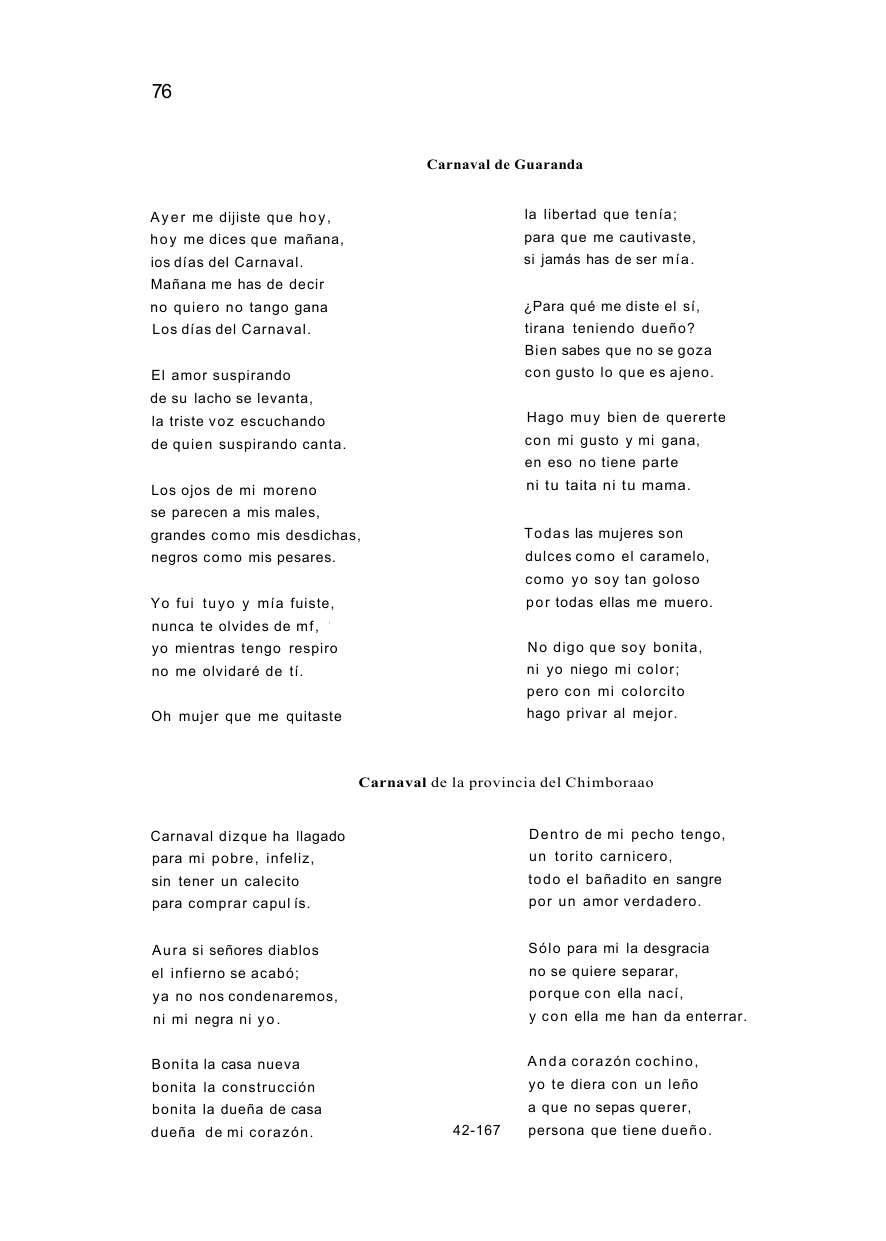 76
Carnaval de Guaranda
Ayer me dijiste que hoy,
hoy me dices que mañana,
ios días del Carnaval.
Mañana me has de decir
no quiero no tango gana
Los días del Carnaval.
El amor suspirando
de su lacho se levanta,
la triste voz escuchando
de quien suspirando canta.
Los ojos de mi moreno
se parecen a mis males,
grandes como mis desdichas,
negros como mis pesares.
Yo fui tuyo y mía fuiste,
nunca te olvides de mf,
yo mientras tengo respiro
no me olvidaré de tí.
Oh mujer que me quitaste
la libertad que tenía;
para que me cautivaste,
si jamás has de ser mía.
¿Para qué me diste el sí,
tirana teniendo dueño?
Bien sabes que no se goza
con gusto lo que es ajeno.
Hago muy bien de quererte
con mi gusto y mi gana,
en eso no tiene parte
ni tu taita ni tu mama.
Todas las mujeres son
dulces como el caramelo,
como yo soy tan goloso
por todas ellas me muero.
No digo que soy bonita,
ni yo niego mi color;
pero con mi colorcito
hago privar al mejor.
Carnaval de la provincia del Chimboraao
Carnaval dizque ha llagado
para mi pobre, infeliz,
sin tener un calecito
para comprar capul ís.
Aura si señores diablos
el infierno se acabó;
ya no nos condenaremos,
ni mi negra ni yo.
Bonita la casa nueva
bonita la construcción
bonita la dueña de casa
dueña de mi corazón.
Dentro de mi pecho tengo,
un torito carnicero,
todo el bañadito en sangre
por un amor verdadero.
Sólo para mi la desgracia
no se quiere separar,
porque con ella nací,
y con ella me han da enterrar.
Anda corazón cochino,
yo te diera con un leño
a que no sepas querer,
persona que tiene dueño.
42-167